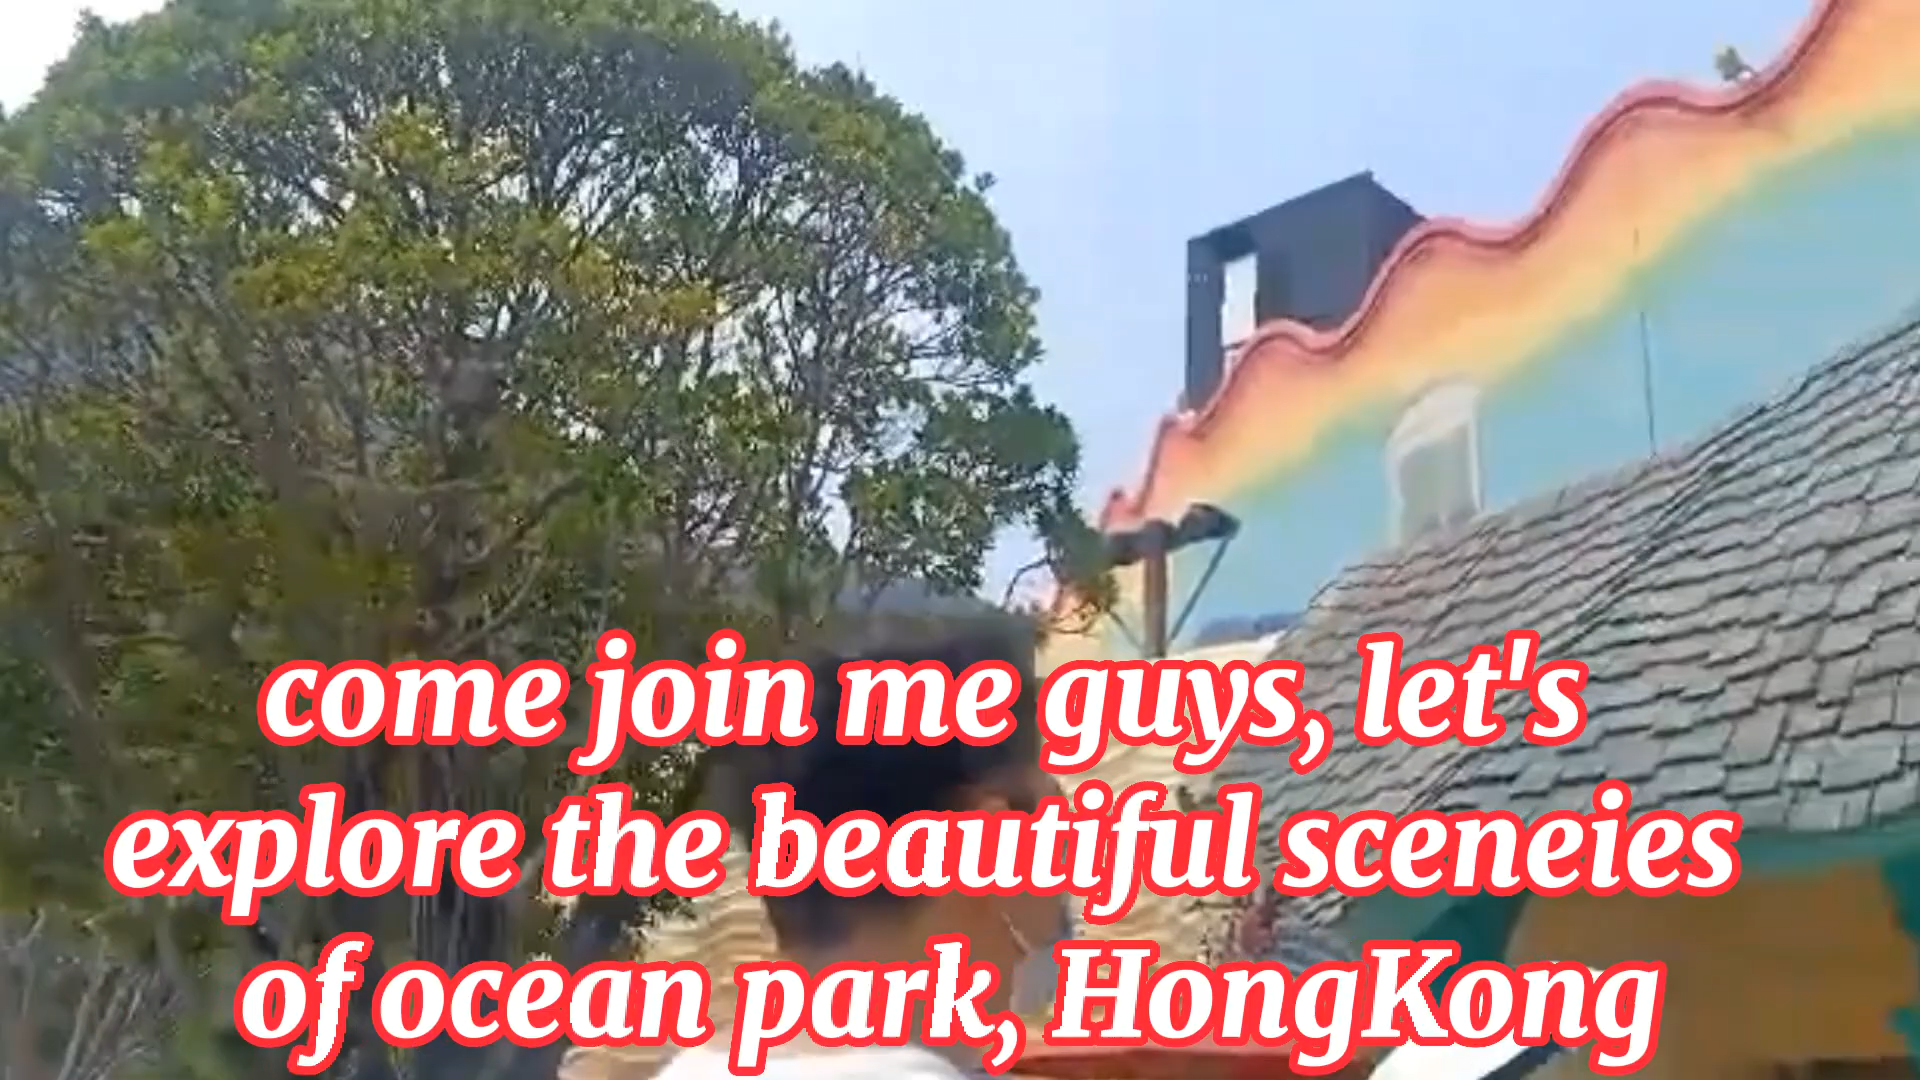 come join me guys, let's
explore the beautiful sceneies
of ocean park, HongKong